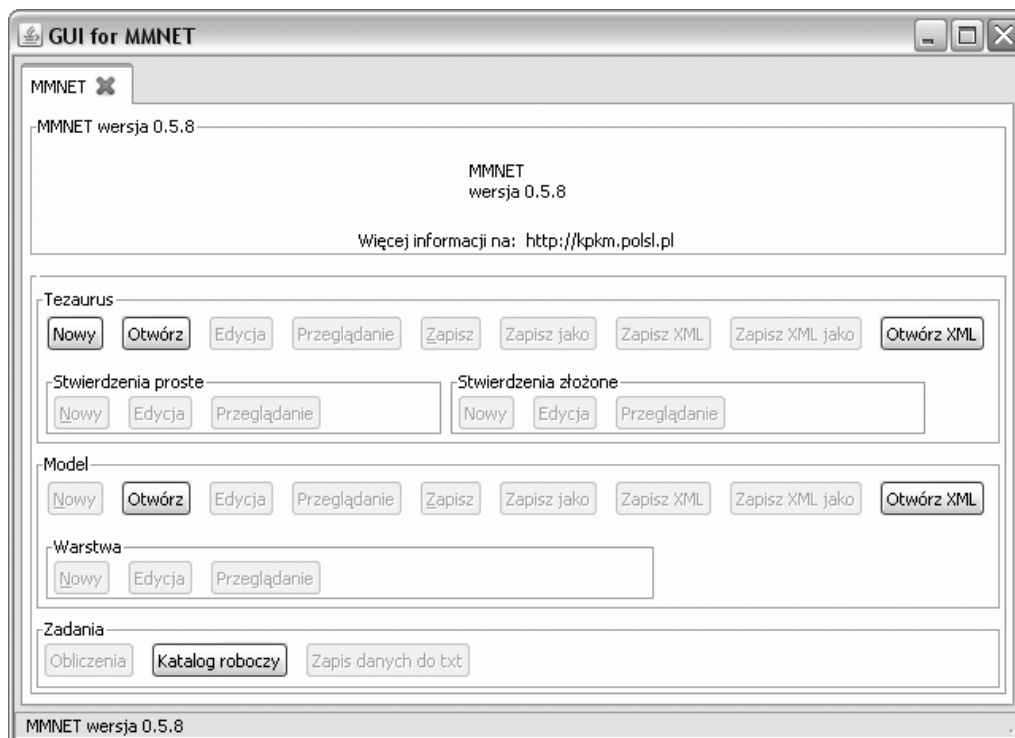 GUI for MMNET
MMNET
MMNET wersja 0.5.8
MMNET
wersja 0.5.8
Więcej informacji na: http://kpkm.polsl.pl
Tezaurus
Nowy Otwórz Edycja Przeglądanie Zapisz Zapisz jako Zapisz XML Zapisz XML jako Otwórz XML
Stwierdzenia proste Stwierdzenia złożone
Nowy Edycja Przeglądanie Nowy Edycja Przeglądanie
Model
Nowy Otwórz Edycja Przeglądanie Zapisz Zapisz jako Zapisz XML Zapisz XML jako Otwórz XML
Warstwa
Nowy Edycja Przeglądanie
Zadania
Obliczenia Katalog roboczy Zapis danych do txt
MMNET wersja 0.5.8